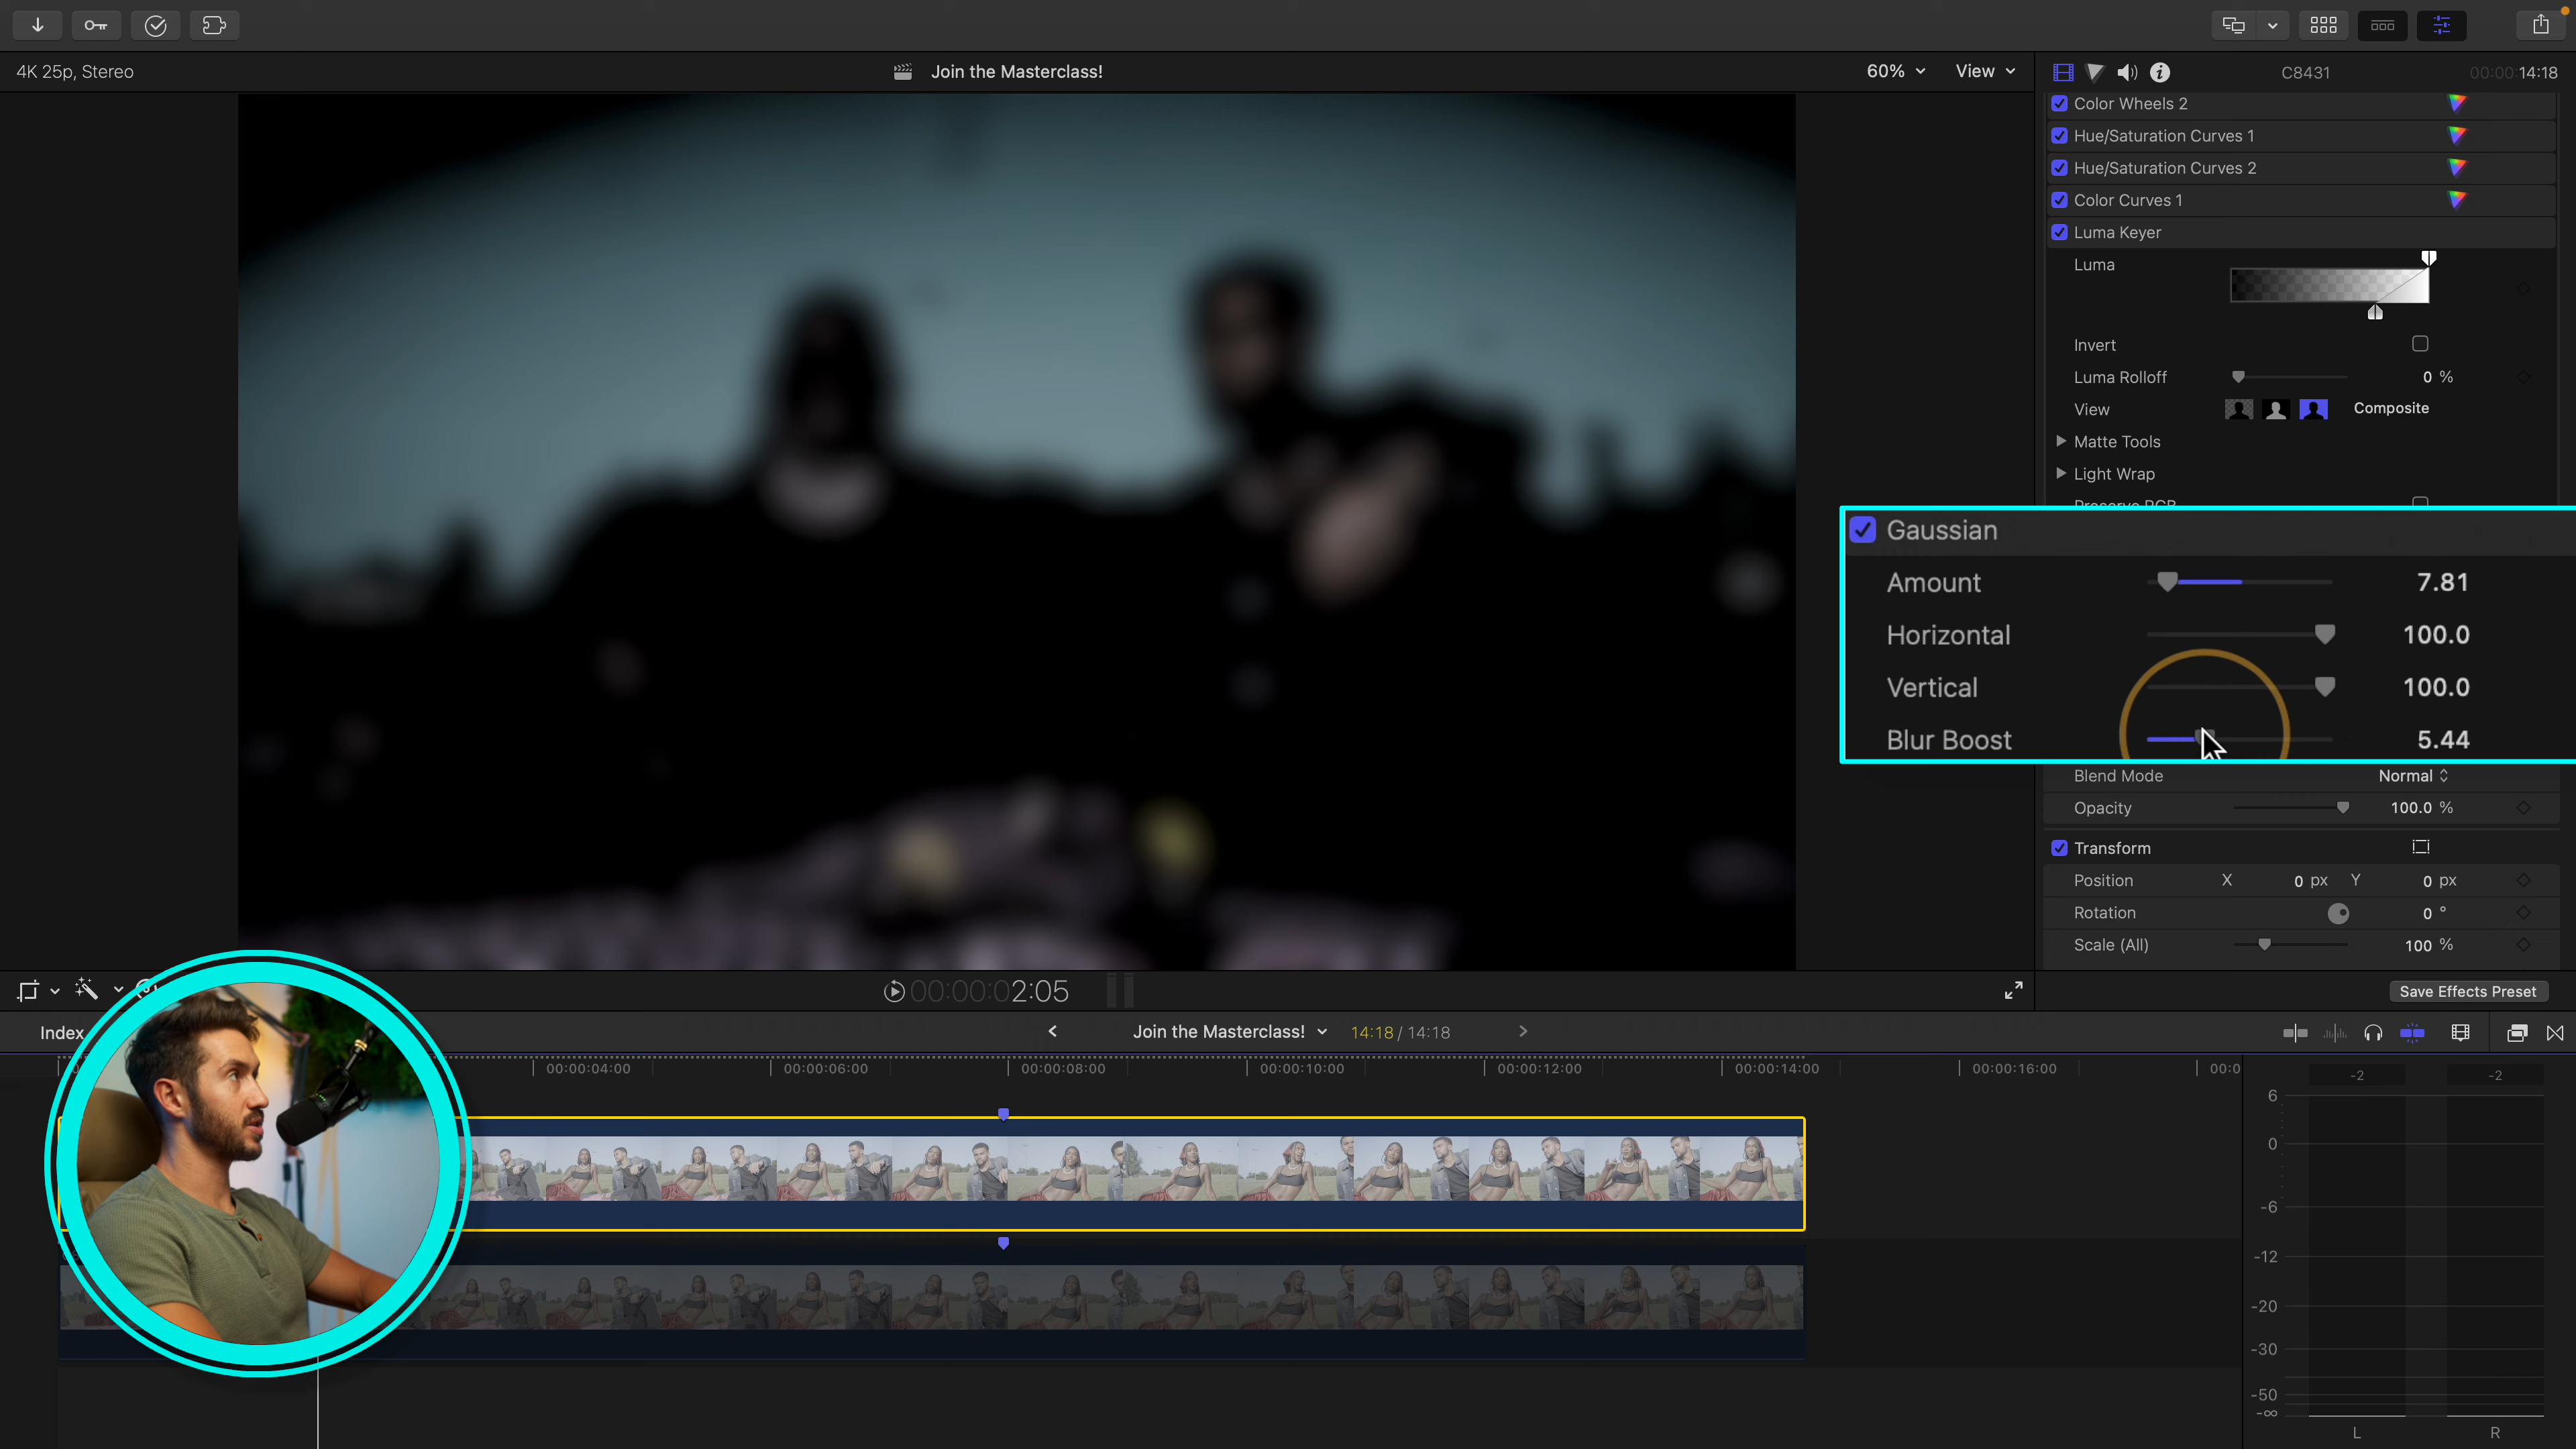 4K 25p, Stereo
Join the Masterclass!
60%
View
C8431
00:00:14:18
Color Wheels 2
Hue/Saturation Curves 1
Hue/Saturation Curves 2
Color Curves 1
Luma Keyer
Luma
Invert
Luma Rolloff
0 %
View
Composite
Matte Tools
Light Wrap
Preserve RGB
Gaussian
Amount
7.81
Horizontal
100.0
Vertical
100.0
Blur Boost
5.44
Blend Mode
Normal
Opacity
100.0 %
Transform
Position
X
0 px
Y
0 px
Rotation
0 °
Scale (All)
100 %
00:00:02:05
Save Effects Preset
Index
Join the Masterclass!
14:18 / 14:18
00:00:04:00
00:00:06:00
00:00:08:00
00:00:10:00
00:00:12:00
00:00:14:00
00:00:16:00
00:0
-2
-2
6
0
-6
-12
-20
-30
-50
-∞
L
R